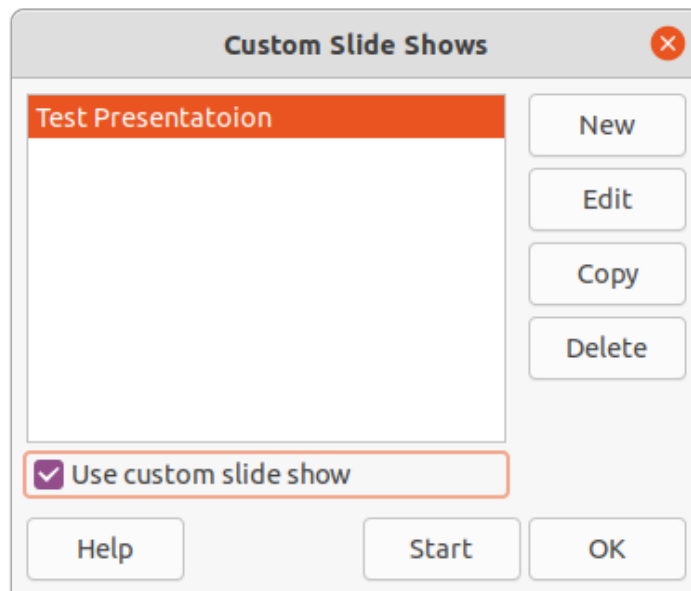 Custom Slide Shows
Test Presentatoion
New
Edit
Copy
Delete
Use custom slide show
Help
Start
OK